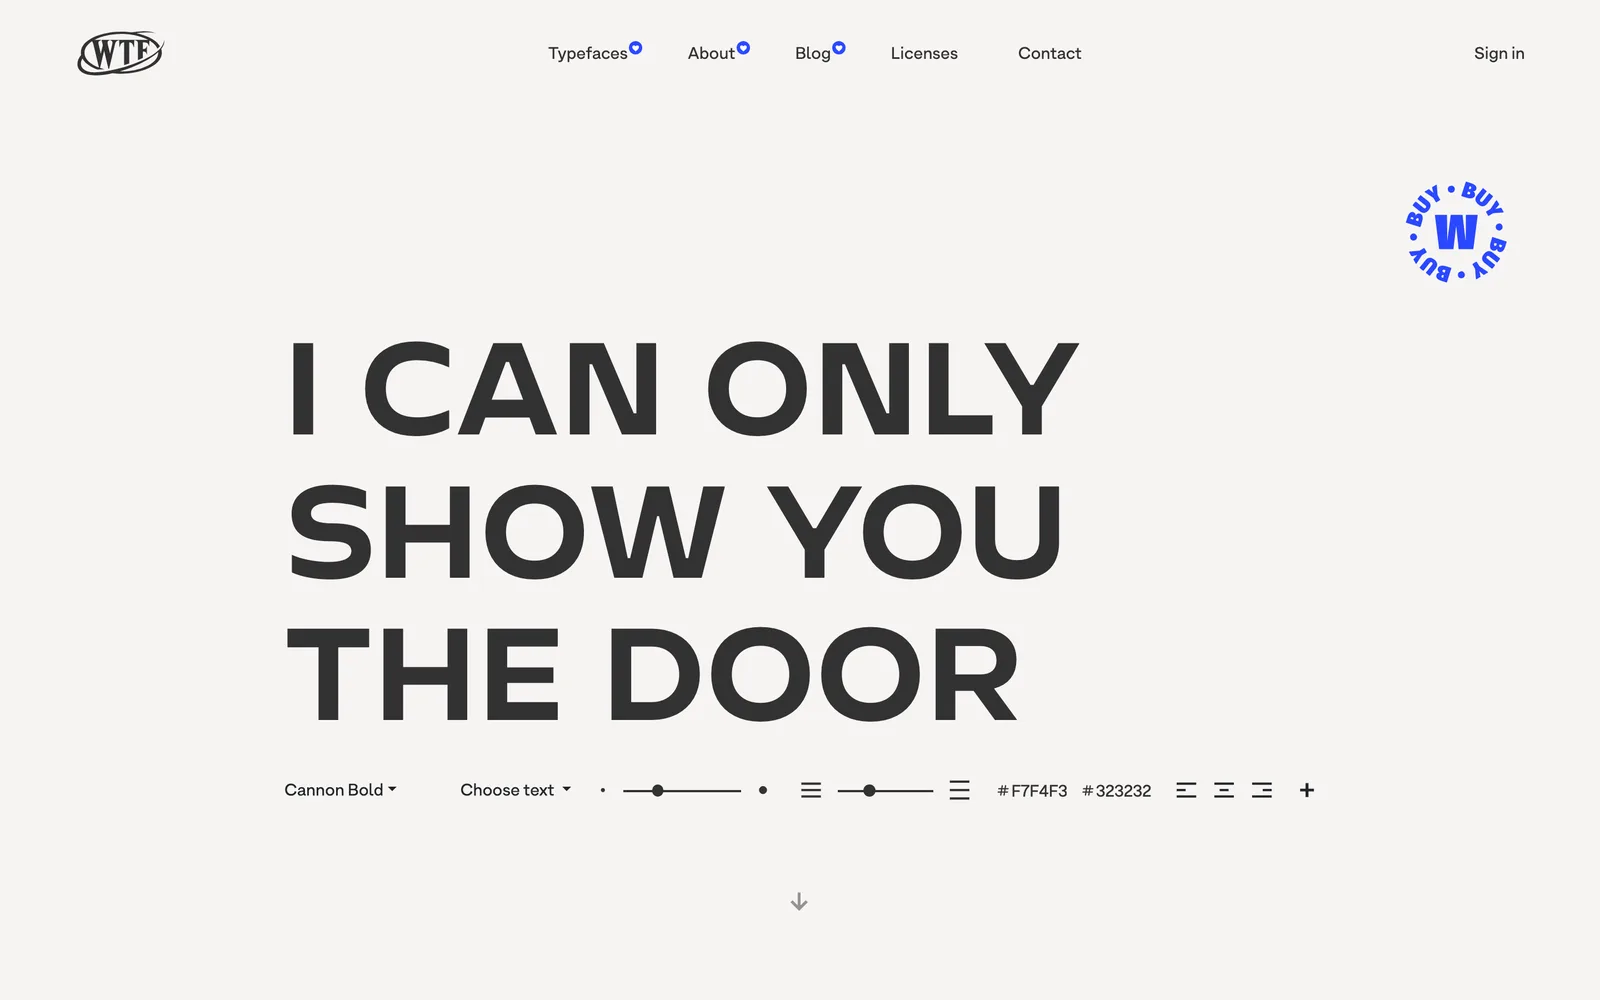 WTF
Typefaces
About
Blog
Licenses
Contact
Sign in
BUY • BUY • BUY • BUY •
W
I CAN ONLY
SHOW YOU
THE DOOR
Cannon Bold
Choose text
#F7F4F3
#323232